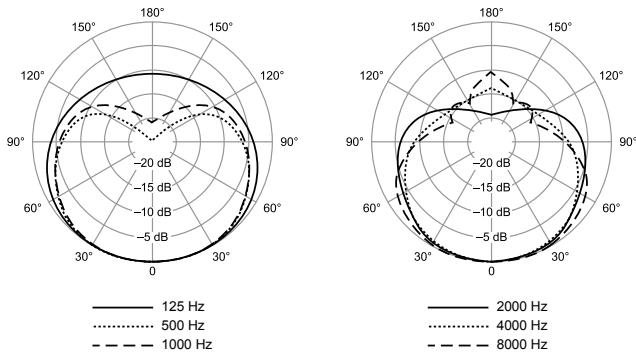 180°
150° 150°
120° 120°
90° 90°
60° 60°
30° 30°
0
–20 dB
–15 dB
–10 dB
–5 dB
125 Hz
500 Hz
1000 Hz
180°
150° 150°
120° 120°
90° 90°
60° 60°
30° 30°
0
–20 dB
–15 dB
–10 dB
–5 dB
2000 Hz
4000 Hz
8000 Hz